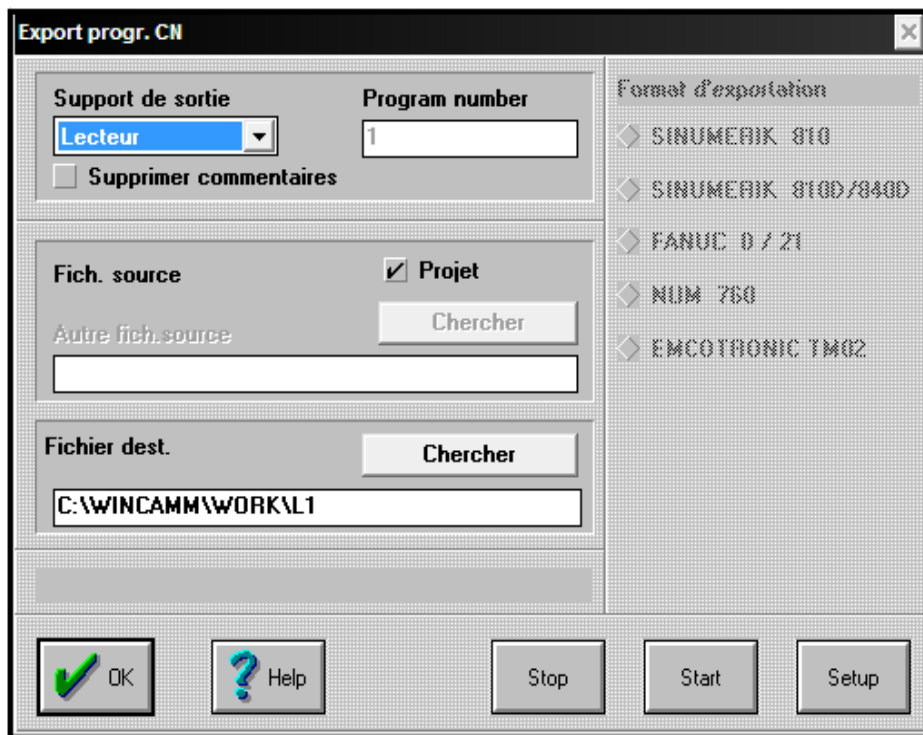 Export progr. CN
Support de sortie
Program number
Lecteur
1
Supprimer commentaires
Fich. source
Projet
Autre fich.source
Chercher
Fichier dest.
Chercher
C:\WINCAMM\WORK\L1
Format d'exportation
SINUMERIK 810
SINUMERIK 810D/840D
FANUC 0 / 21
NUM 760
EMCOTRONIC TM02
OK
Help
Stop
Start
Setup